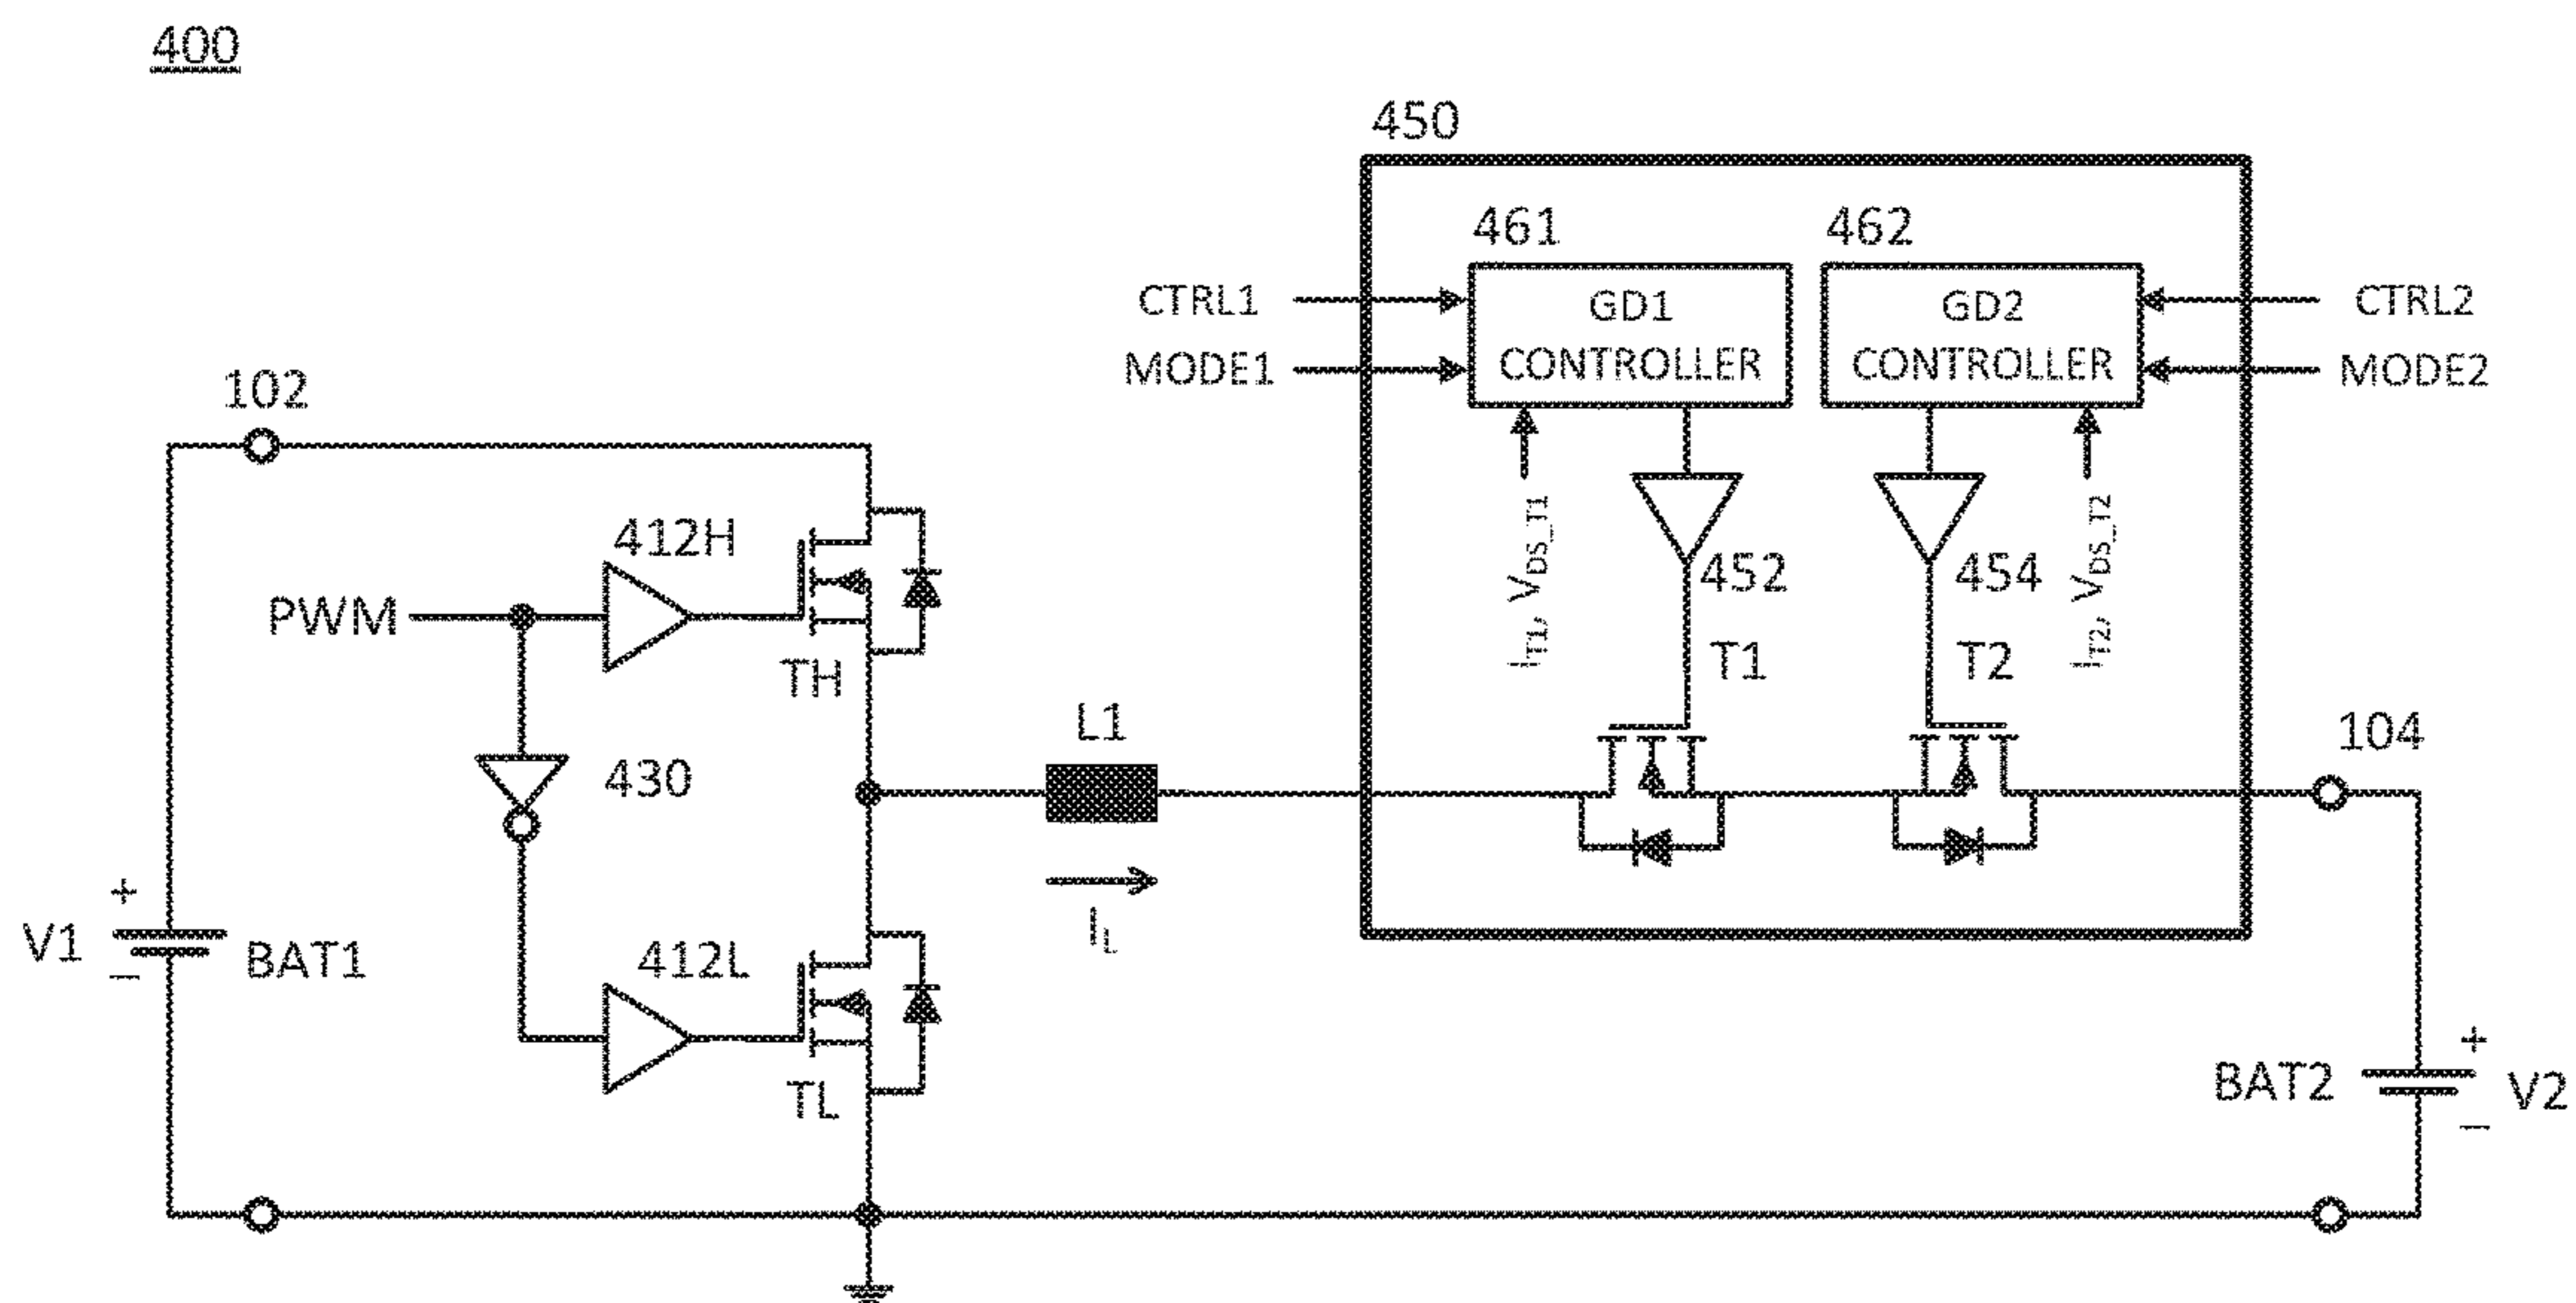 400
450
461
462
CTRL1
GD1
GD2
CTRL2
MODE1
CONTROLLER
CONTROLLER
MODE2
102
412H
452
454
I_T1, V_DS_T1
I_T2, V_DS_T2
PWM
TH
T1
T2
L1
104
430
+
V1
BAT1
−
412L
I_L
TL
+
BAT2
V2
−